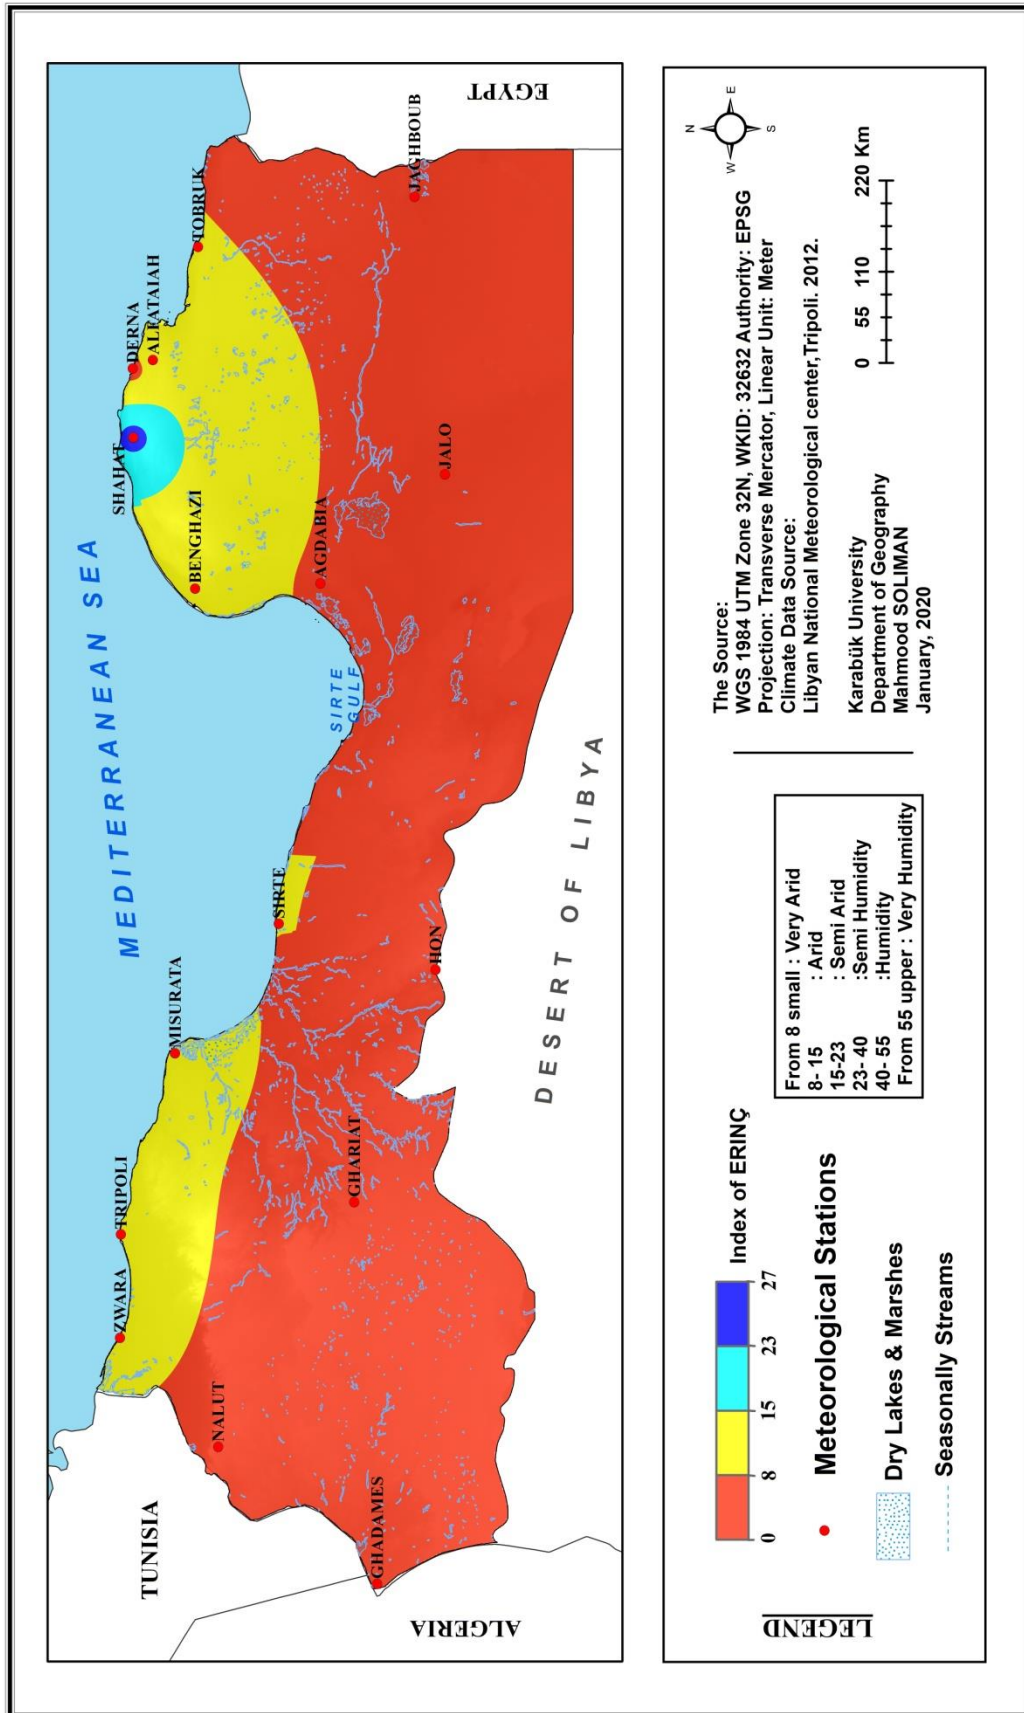 MEDITERRANEAN SEA
SIRTE
GULF
TUNISIA
ALGERIA
EGYPT
DESERT OF LIBYA
ZWARA
TRIPOLI
MISURATA
NALUT
GHADAMES
GHARIAT
HON
SIRTE
BENGHAZI
SHAHAT
DERNA
ALFATAIAH
TOBRUK
AGDABIA
JALO
JAGHBOUB
LEGEND
Index of ERINÇ
0 8 15 23 27
Meteorological Stations
Dry Lakes & Marshes
Seasonally Streams
From 8 small : Very Arid
8- 15 : Arid
15-23 : Semi Arid
23- 40 :Semi Humidity
40- 55 :Humidity
From 55 upper : Very Humidity
The Source:
WGS 1984 UTM Zone 32N, WKID: 32632 Authority: EPSG
Projection: Transverse Mercator, Linear Unit: Meter
Climate Data Source:
Libyan National Meteorological center,Tripoli. 2012.
Karabük University
Department of Geography
Mahmood SOLIMAN
January, 2020
N
W E
S
0 55 110 220 Km